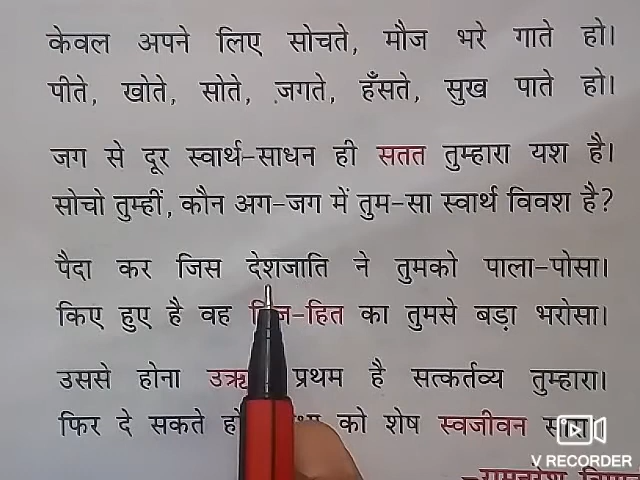 केवल अपने लिए सोचते, मौज भरे गाते हो।
पीते, खोते, सोते, जगते, हँसते, सुख पाते हो।
जग से दूर स्वार्थ-साधन ही सतत तुम्हारा यश है।
सोचो तुम्हीं, कौन अग-जग में तुम-सा स्वार्थ विवश है?
पैदा कर जिस देशजाति ने तुमको पाला-पोसा।
किए हुए है वह हित का तुमसे बड़ा भरोसा।
उससे होना प्रथम है सत्कर्तव्य तुम्हारा।
फिर दे सकते को शेष स्वजीवन
V RECORDER